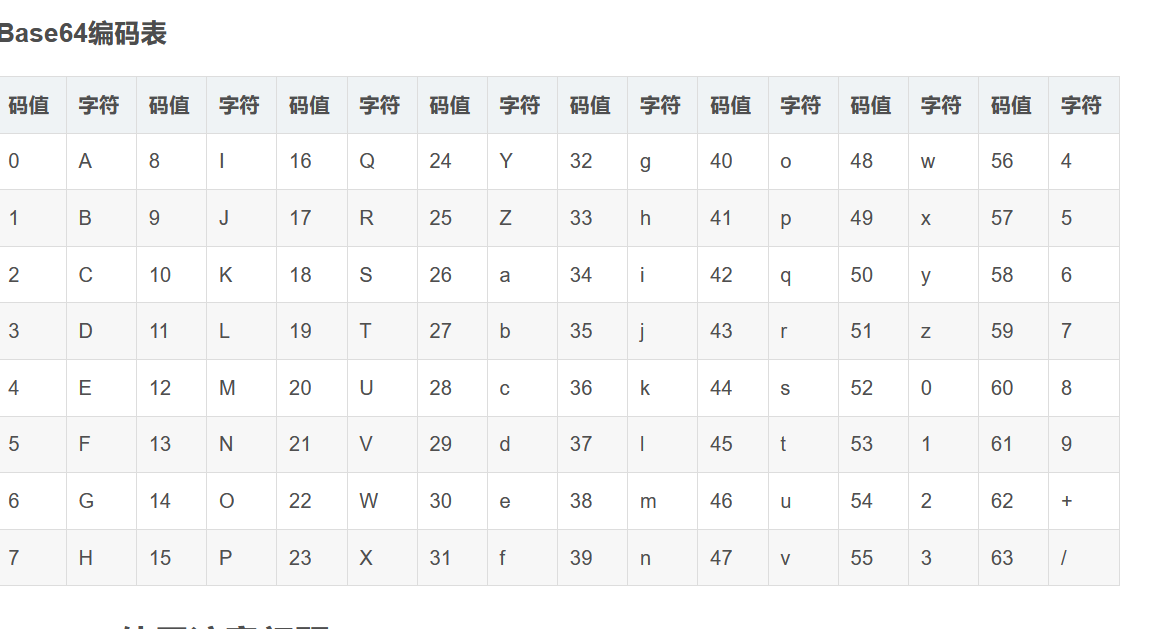 Base64编码表
码值 字符 码值 字符 码值 字符 码值 字符 码值 字符 码值 字符 码值 字符 码值 字符
0 A 8 I 16 Q 24 Y 32 g 40 o 48 w 56 4
1 B 9 J 17 R 25 Z 33 h 41 p 49 x 57 5
2 C 10 K 18 S 26 a 34 i 42 q 50 y 58 6
3 D 11 L 19 T 27 b 35 j 43 r 51 z 59 7
4 E 12 M 20 U 28 c 36 k 44 s 52 0 60 8
5 F 13 N 21 V 29 d 37 l 45 t 53 1 61 9
6 G 14 O 22 W 30 e 38 m 46 u 54 2 62 +
7 H 15 P 23 X 31 f 39 n 47 v 55 3 63 /